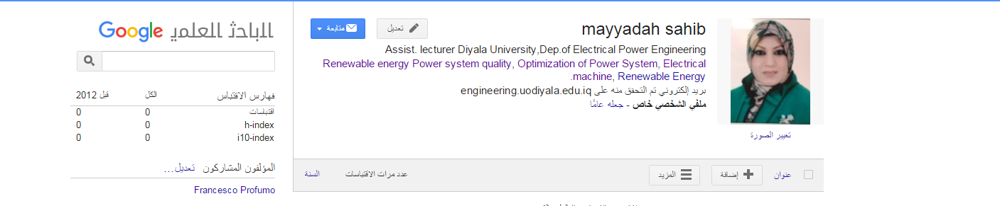 الباحث العلمي Google
فهارس الاقتباس الكل قبل 2012
اقتباسات 0 0
h-index 0 0
i10-index 0 0
المؤلفون المشاركون تعديل...
Francesco Profumo
mayyadah sahib
تعديل
متابعة
Assist. lecturer Diyala University,Dep.of Electrical Power Engineering
Renewable energy Power system quality, Optimization of Power System, Electrical
machine, Renewable Energy.
بريد إلكتروني تم التحقق منه على engineering.uodiyala.edu.iq
ملفي الشخصي خاص - جعله عامًا
تغيير الصورة
عنوان إضافة المزيد عدد مرات الاقتباسات السنة